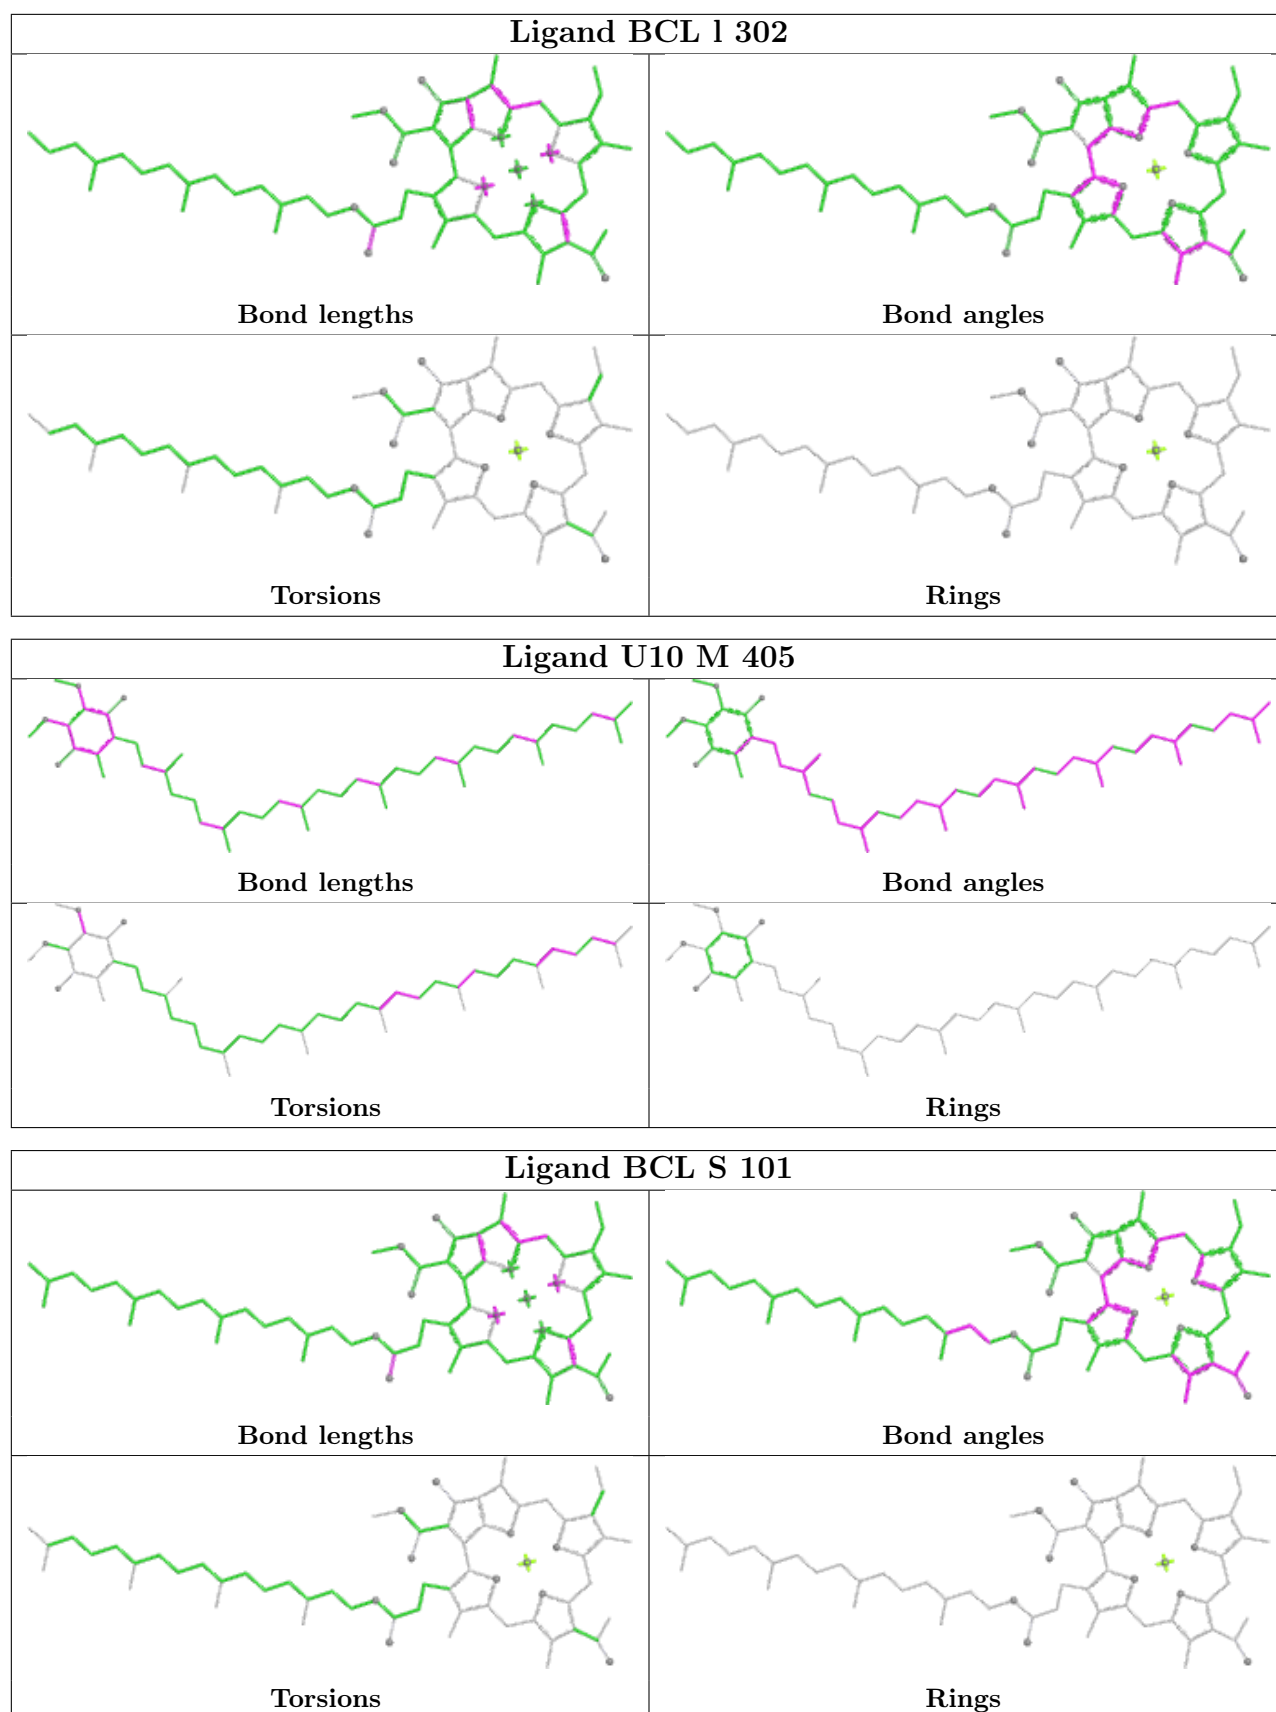 Ligand BCL l 302
Bond lengths
Bond angles
Torsions
Rings
Ligand U10 M 405
Bond lengths
Bond angles
Torsions
Rings
Ligand BCL S 101
Bond lengths
Bond angles
Torsions
Rings